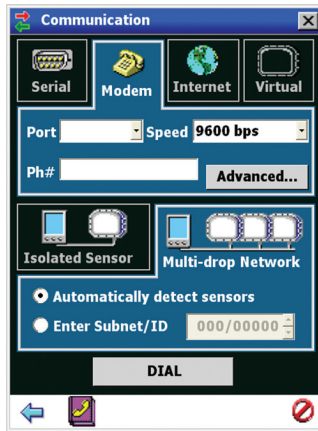 Communication
Serial
Modem
Internet
Virtual
Port
Speed 9600 bps
Ph#
Advanced...
Isolated Sensor
Multi-drop Network
Automatically detect sensors
Enter Subnet/ID 000/00000
DIAL